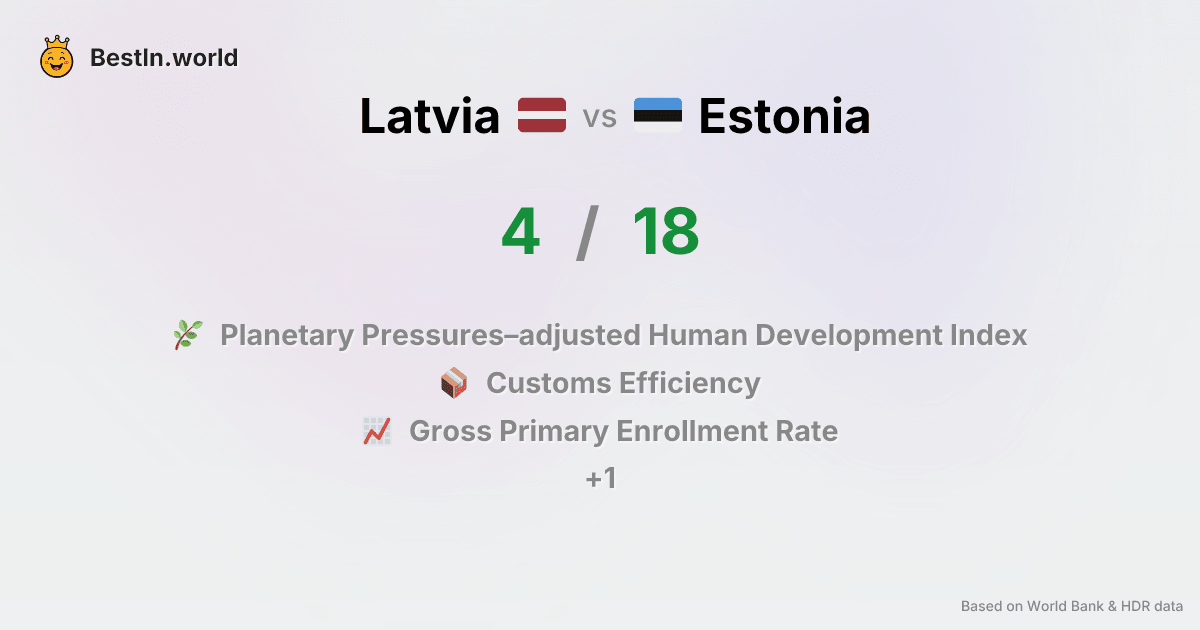 BestIn.world
Latvia vs Estonia
4 / 18
Planetary Pressures–adjusted Human Development Index
Customs Efficiency
Gross Primary Enrollment Rate
+1
Based on World Bank & HDR data